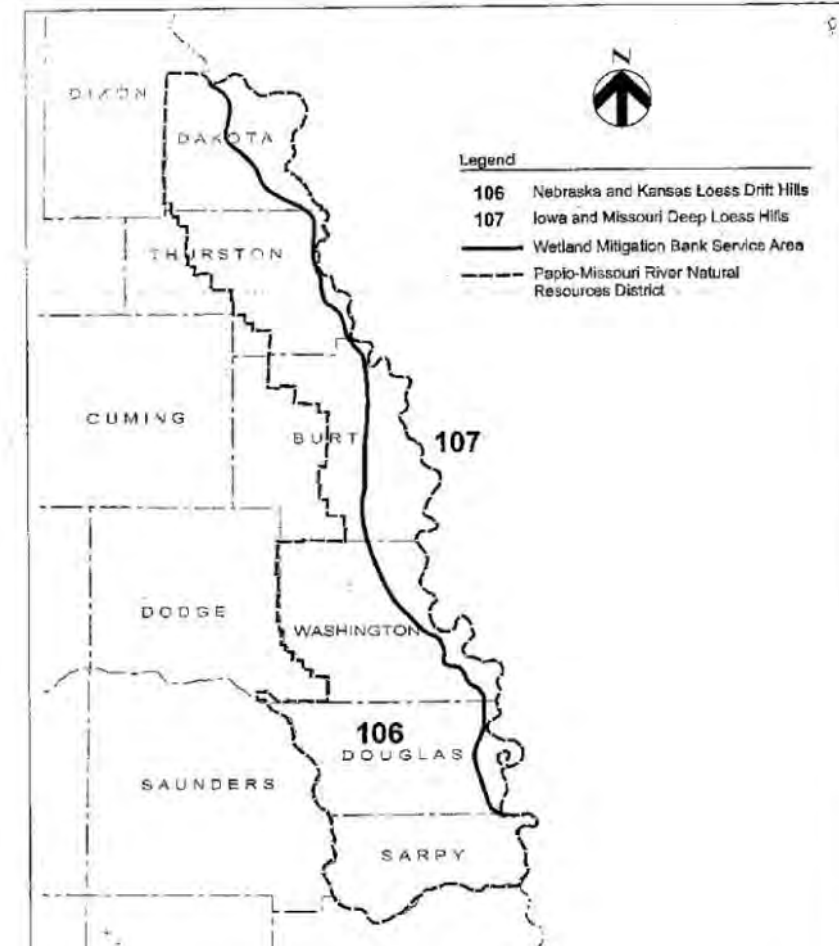 N
DIXON
DAKOTA
Legend
106 Nebraska and Kansas Loess Drift Hills
107 Iowa and Missouri Deep Loess Hills
Wetland Mitigation Bank Service Area
Papio-Missouri River Natural
Resources District
THURSTON
CUMING
BURT
107
DODGE
WASHINGTON
106
DOUGLAS
SAUNDERS
SARPY